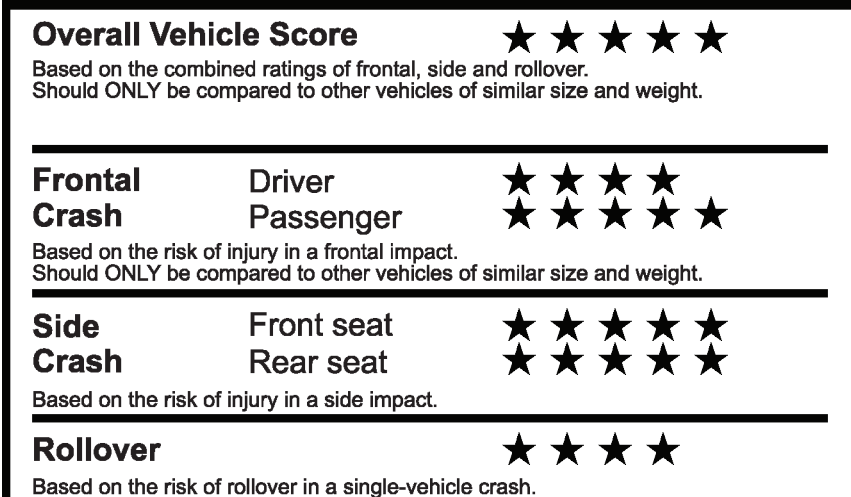 Overall Vehicle Score ★ ★ ★ ★ ★
Based on the combined ratings of frontal, side and rollover.
Should ONLY be compared to other vehicles of similar size and weight.
Frontal Driver ★ ★ ★ ★
Crash Passenger ★ ★ ★ ★ ★
Based on the risk of injury in a frontal impact.
Should ONLY be compared to other vehicles of similar size and weight.
Side Front seat ★ ★ ★ ★ ★
Crash Rear seat ★ ★ ★ ★ ★
Based on the risk of injury in a side impact.
Rollover ★ ★ ★ ★
Based on the risk of rollover in a single-vehicle crash.